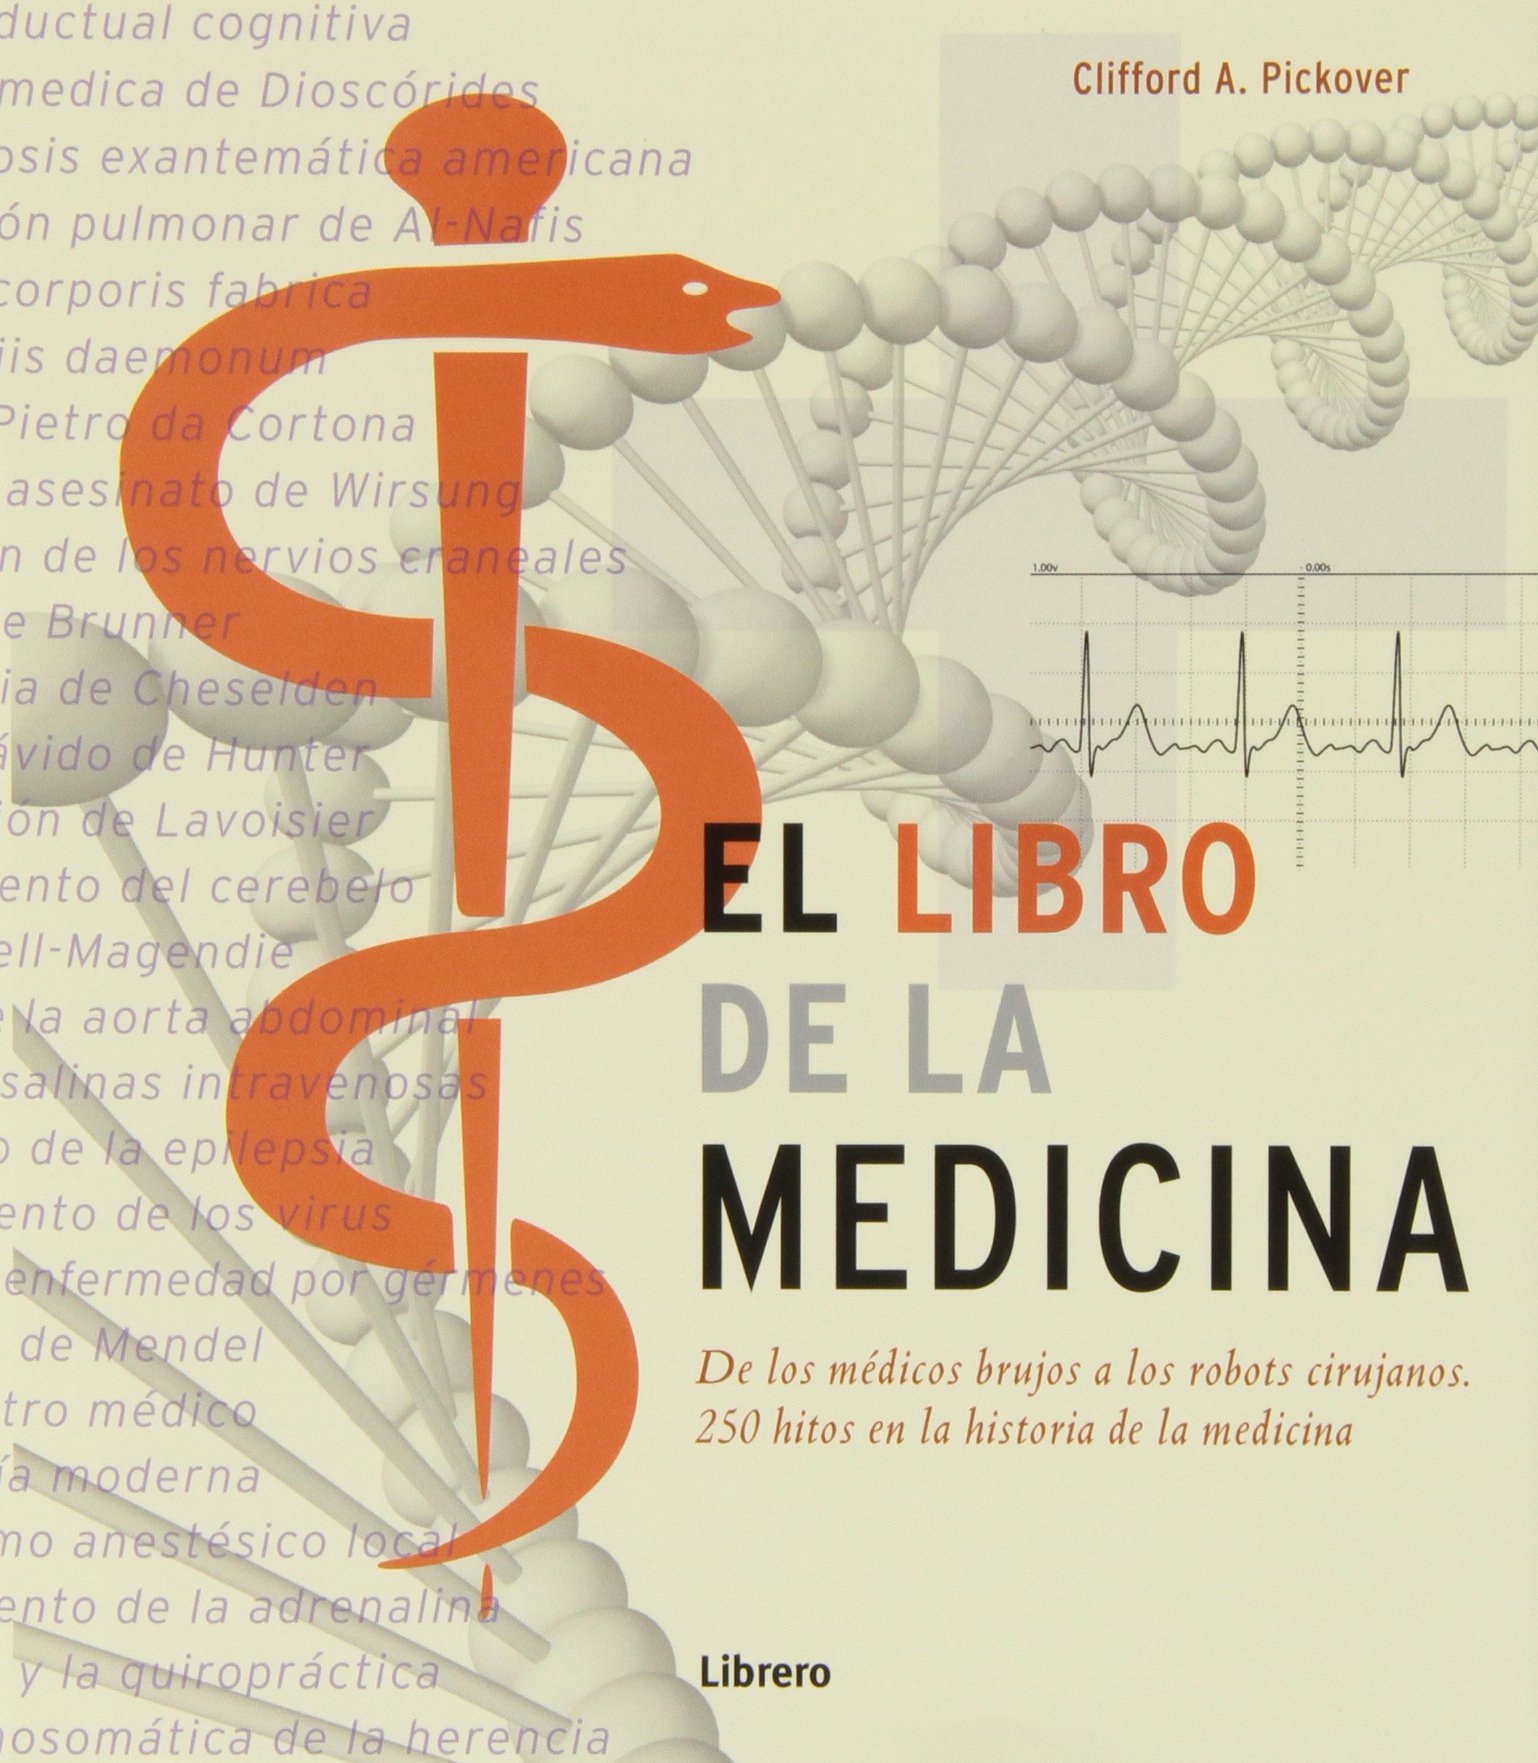 Clifford A. Pickover
ductual cognitiva
medica de Dioscórides
osis exantemática americana
ón pulmonar de Al-Nafis
corporis fabrica
iis daemonum
Pietro da Cortona
asesinato de Wirsung
n de los nervios craneales
e Brunner
ia de Cheselden
ávido de Hunter
ión de Lavoisier
ento del cerebelo
ell-Magendie
e la aorta abdominal
salinas intravenosas
o de la epilepsia
ento de los virus
enfermedad por gérmenes
de Mendel
tro médico
ía moderna
mo anestésico local
ento de la adrenalina
y la quiropráctica
osomática de la herencia
1.00v
0.00s
EL LIBRO
DE LA
MEDICINA
De los médicos brujos a los robots cirujanos.
250 hitos en la historia de la medicina
Librero